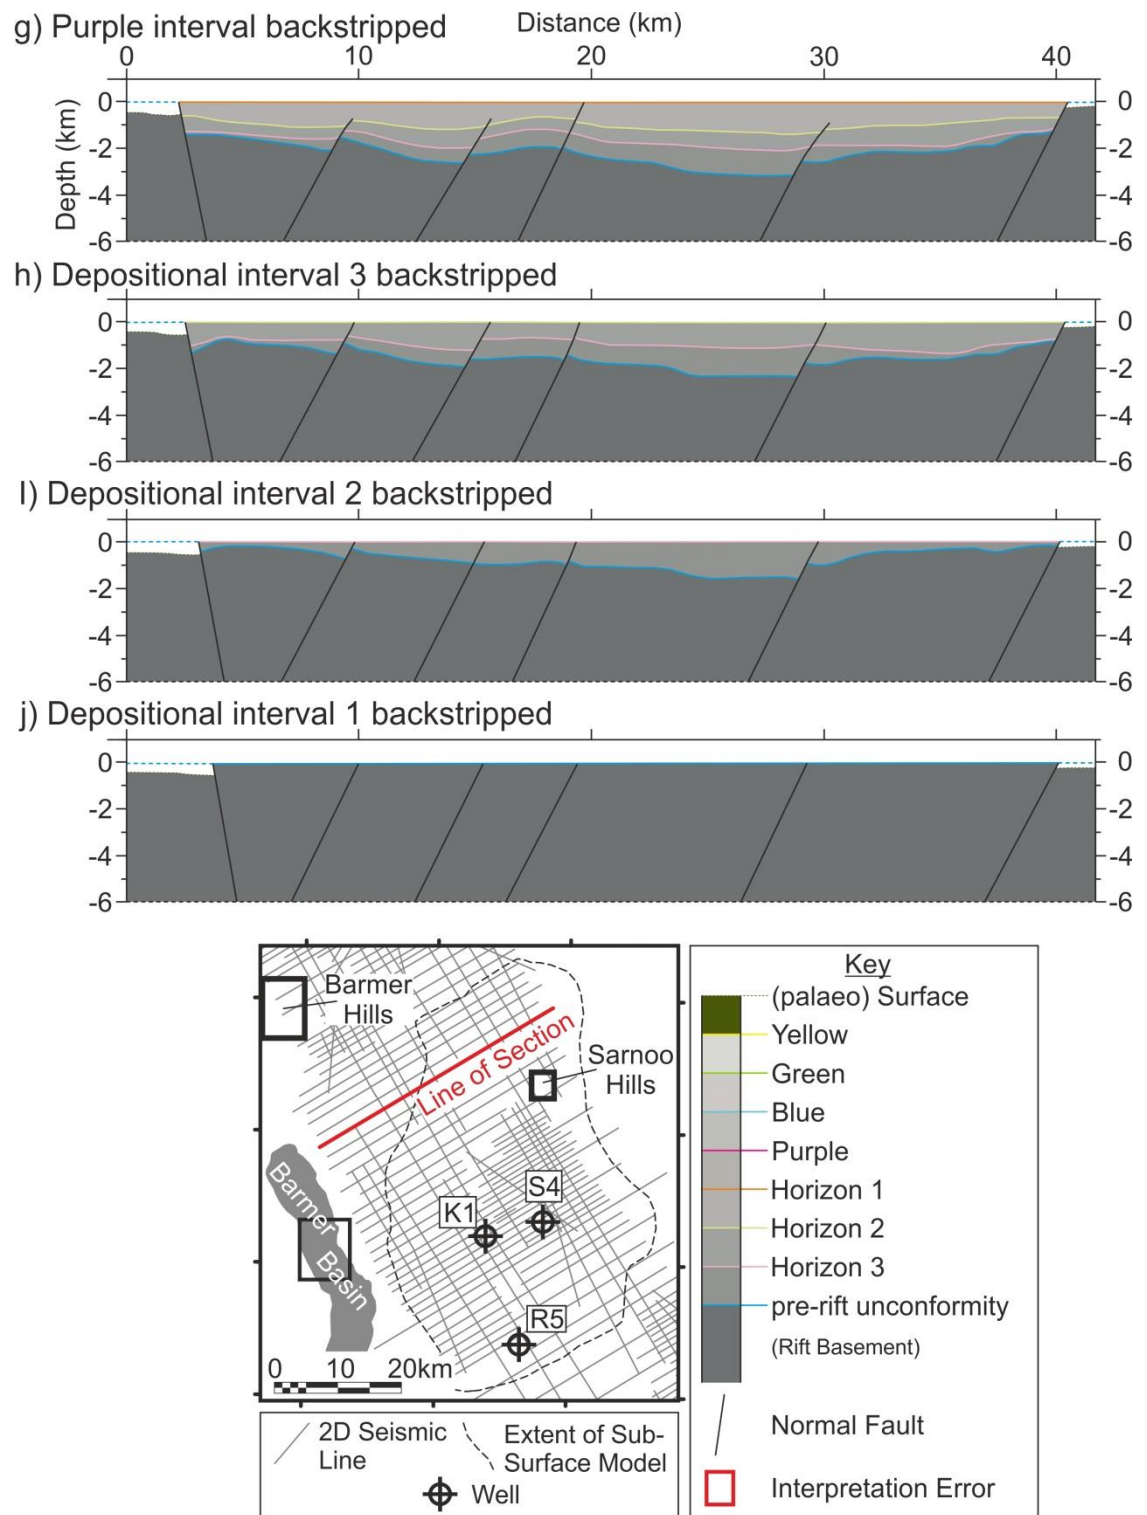 g) Purple interval backstripped
Distance (km)
0 10 20 30 40
Depth (km)
0 0
-2 -2
-4 -4
-6 -6
h) Depositional interval 3 backstripped
0 0
-2 -2
-4 -4
-6 -6
I) Depositional interval 2 backstripped
0 0
-2 -2
-4 -4
-6 -6
j) Depositional interval 1 backstripped
0 0
-2 -2
-4 -4
-6 -6
Barmer
Hills
Line of Section
Sarnoo
Hills
Barmer
Basin
K1
S4
R5
0 10 20km
2D Seismic
Line
Extent of Sub-
Surface Model
Well
Key
(palaeo) Surface
Yellow
Green
Blue
Purple
Horizon 1
Horizon 2
Horizon 3
pre-rift unconformity
(Rift Basement)
Normal Fault
Interpretation Error